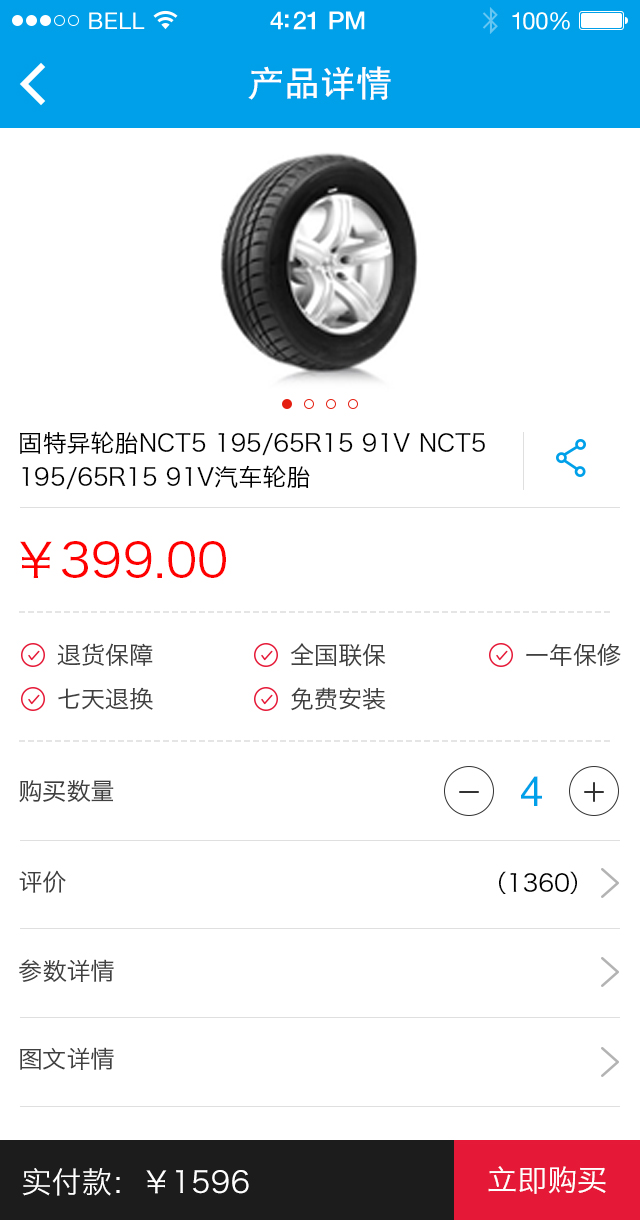 BELL 4:21 PM 100%
产品详情
固特异轮胎NCT5 195/65R15 91V NCT5
195/65R15 91V汽车轮胎
￥399.00
退货保障 全国联保 一年保修
七天退换 免费安装
购买数量 4
评价 （1360）
参数详情
图文详情
实付款：￥1596 立即购买